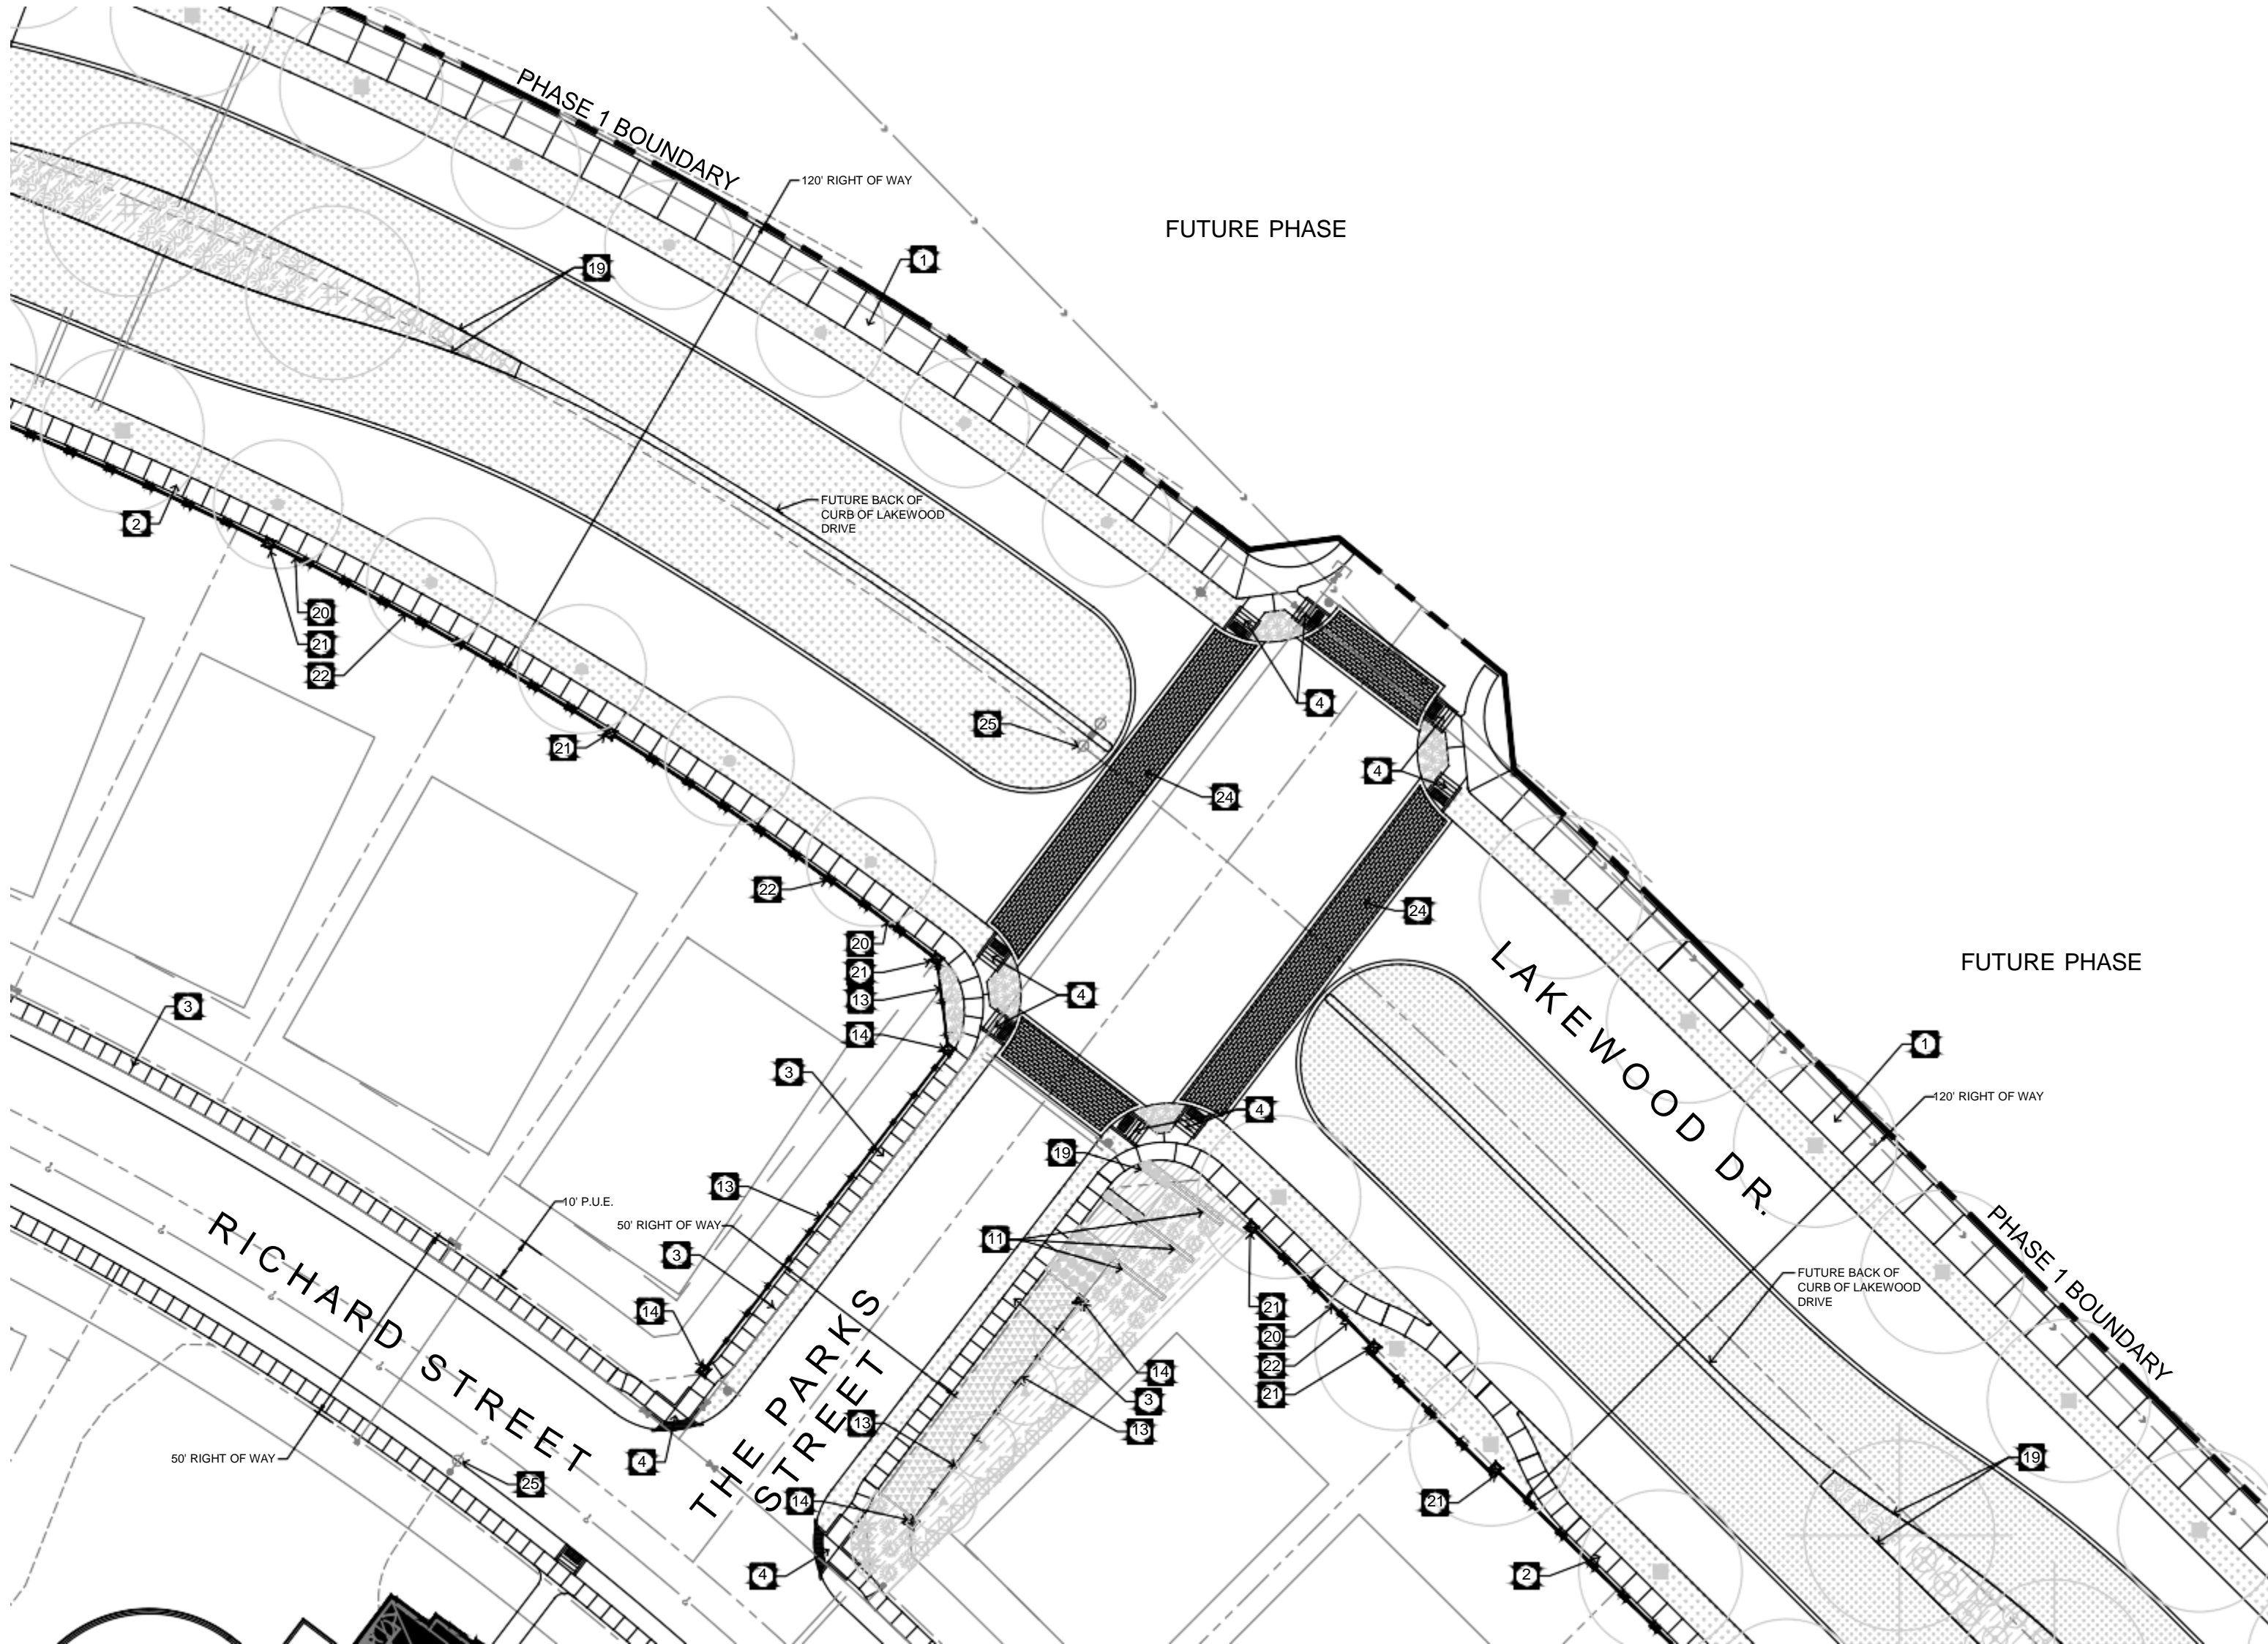 PHASE 1 BOUNDARY
120' RIGHT OF WAY
FUTURE PHASE
1
19
FUTURE BACK OF
CURB OF LAKEWOOD
DRIVE
2
20
21
22
4
25
21
4
24
22
24
20
21
13
14
4
FUTURE PHASE
LAKEWOOD DR.
3
1
3
120' RIGHT OF WAY
4
19
13
10' P.U.E.
50' RIGHT OF WAY
11
3
PHASE 1 BOUNDARY
FUTURE BACK OF
CURB OF LAKEWOOD
DRIVE
14
21
20
22
21
RICHARD STREET
THE PARKS
STREET
14
3
13
13
50' RIGHT OF WAY
4
25
14
19
21
4
2